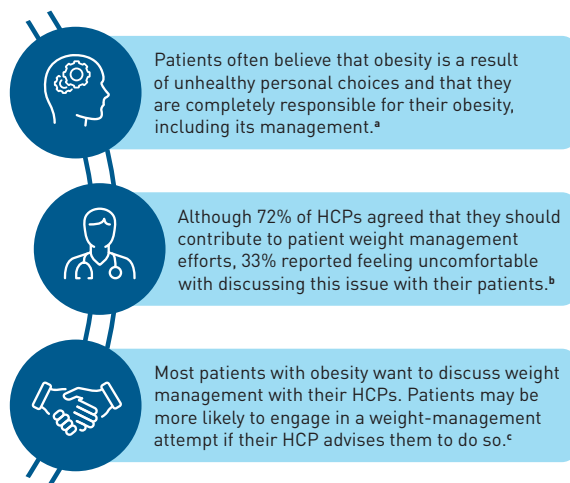 Patients often believe that obesity is a result
of unhealthy personal choices and that they
are completely responsible for their obesity,
including its management.ᵃ
Although 72% of HCPs agreed that they should
contribute to patient weight management
efforts, 33% reported feeling uncomfortable
with discussing this issue with their patients.ᵇ
Most patients with obesity want to discuss weight
management with their HCPs. Patients may be
more likely to engage in a weight-management
attempt if their HCP advises them to do so.ᶜ